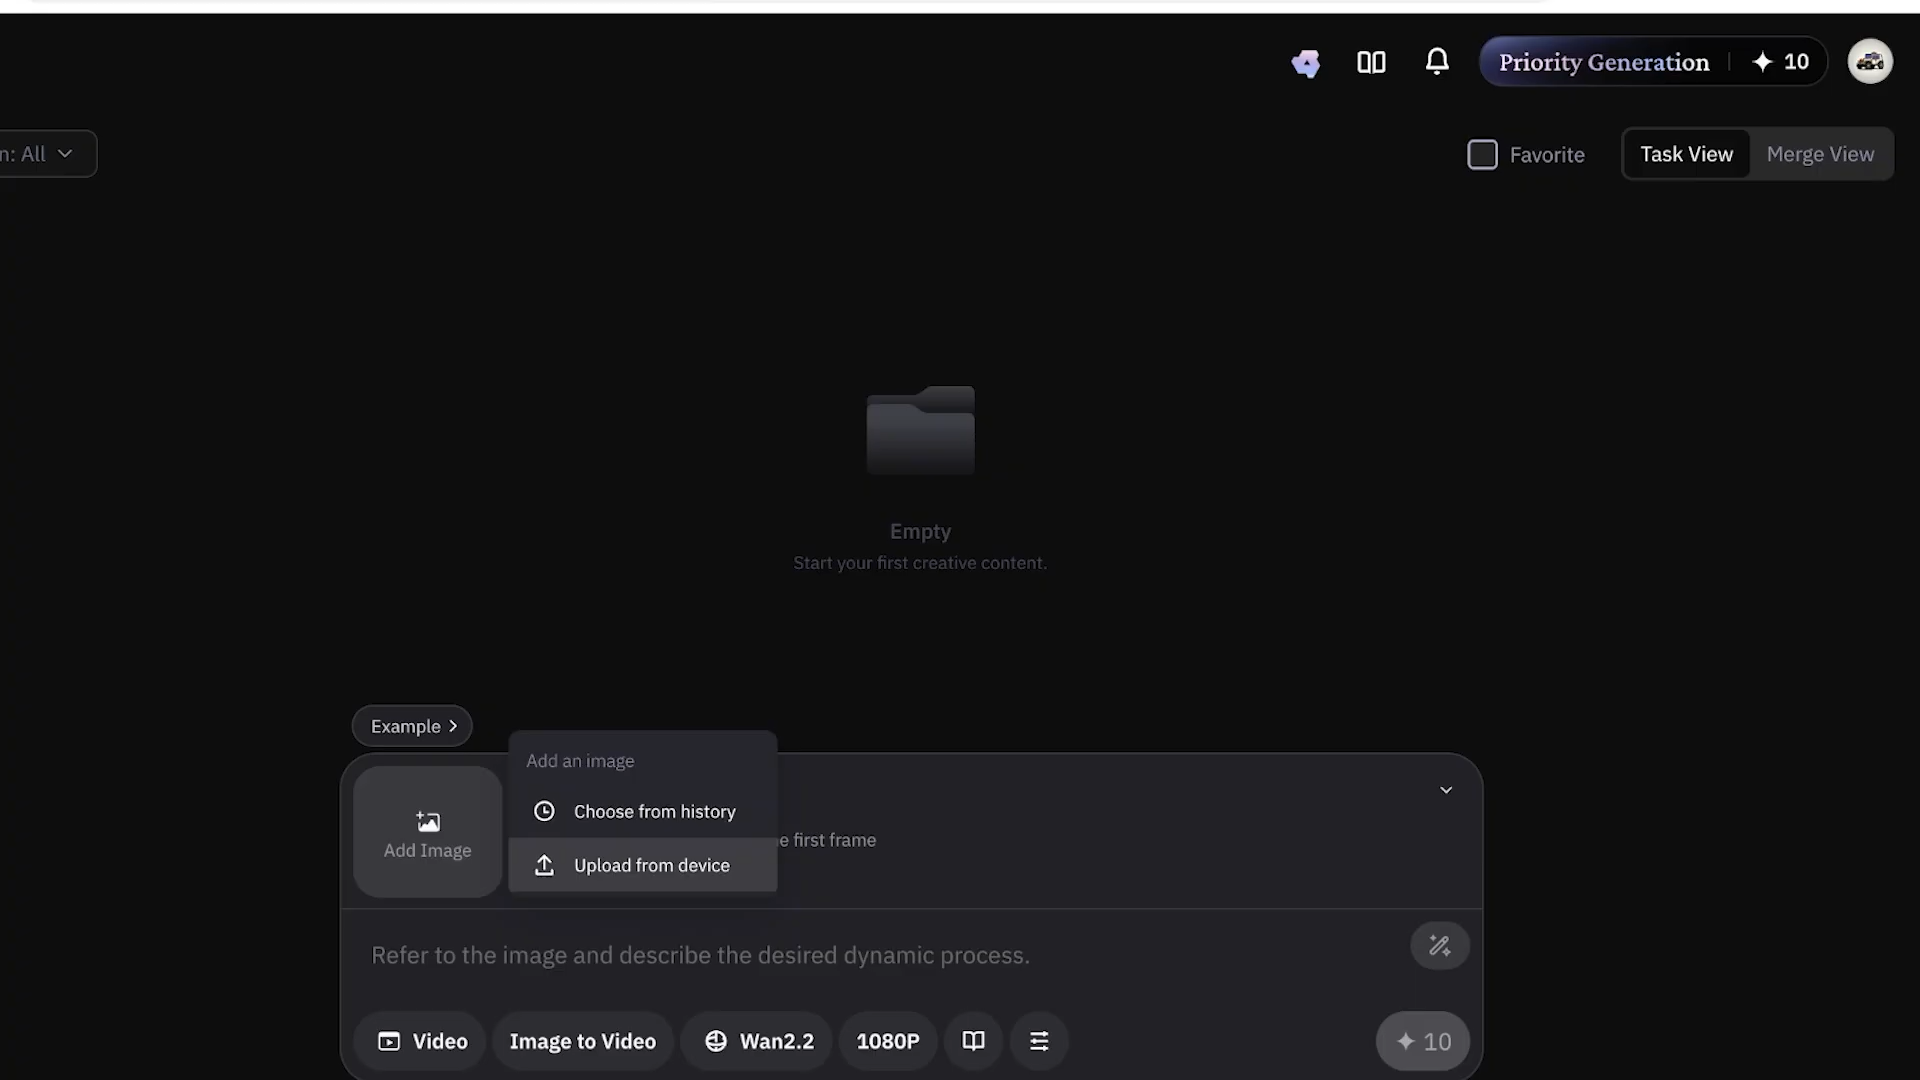 Priority Generation
10
n: All
Favorite
Task View
Merge View
Empty
Start your first creative content.
Example
Add an image
Choose from history
Upload from device
Add Image
e first frame
Refer to the image and describe the desired dynamic process.
Video
Image to Video
Wan2.2
1080P
10